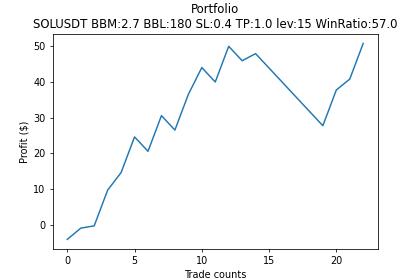 Portfolio
SOLUSDT BBM:2.7 BBL:180 SL:0.4 TP:1.0 lev:15 WinRatio:57.0
50
40
30
20
10
0
Profit ($)
0 5 10 15 20
Trade counts